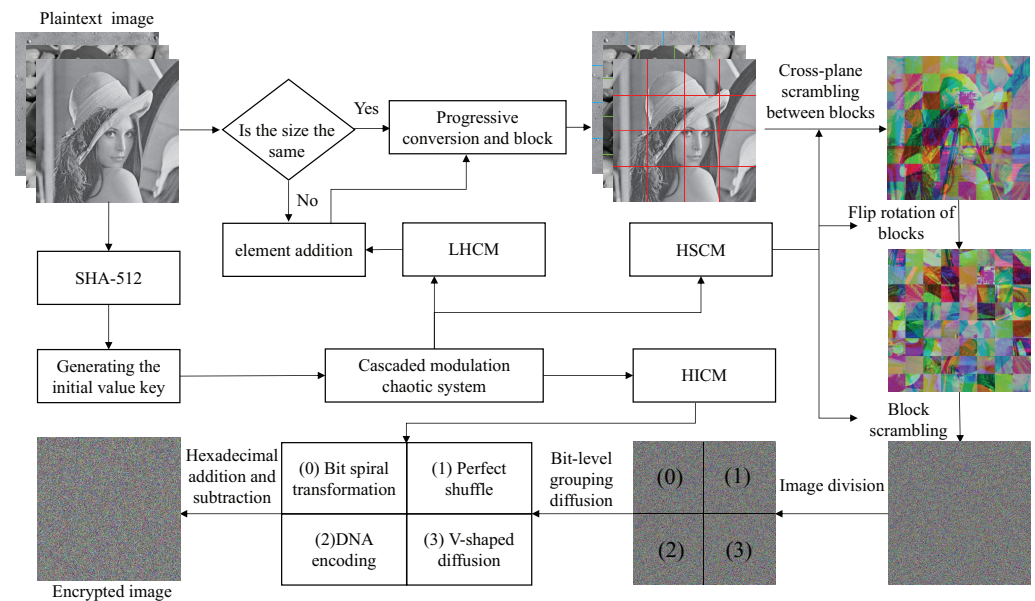 Plaintext image
Is the size the
same
Yes
No
Progressive
conversion and block
Cross-plane
scrambling
between blocks
element addition
LHCM
HSCM
Flip rotation of
blocks
SHA-512
Generating the
initial value key
Cascaded modulation
chaotic system
HICM
Block
scrambling
Hexadecimal
addition and
subtraction
(0) Bit spiral
transformation
(1) Perfect
shuffle
(2)DNA
encoding
(3) V-shaped
diffusion
Bit-level
grouping
diffusion
(0)
(1)
(2)
(3)
Image division
Encrypted image